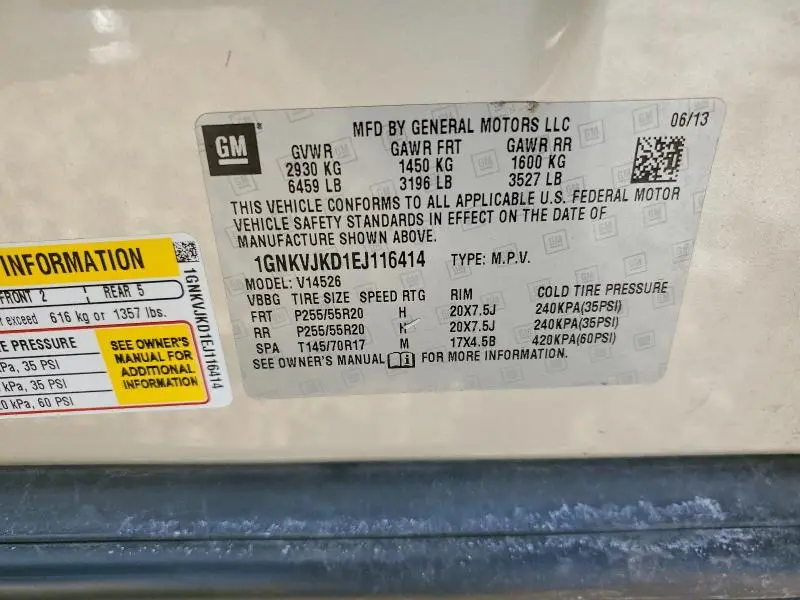 GM
MFD BY GENERAL MOTORS LLC
06/13
GVWR GAWR FRT GAWR RR
2930 KG 1450 KG 1600 KG
6459 LB 3196 LB 3527 LB
THIS VEHICLE CONFORMS TO ALL APPLICABLE U.S. FEDERAL MOTOR
VEHICLE SAFETY STANDARDS IN EFFECT ON THE DATE OF
MANUFACTURE SHOWN ABOVE.
1GNKVJKD1EJ116414 TYPE: M.P.V.
MODEL: V14526
VBBG TIRE SIZE SPEED RTG RIM COLD TIRE PRESSURE
FRT P255/55R20 H 20X7.5J 240KPA(35PSI)
RR P255/55R20 H 20X7.5J 240KPA(35PSI)
SPA T145/70R17 M 17X4.5B 420KPA(60PSI)
SEE OWNER'S MANUAL FOR MORE INFORMATION.
INFORMATION
FRONT 2 REAR 5
exceed 616 kg or 1357 lbs.
PRESSURE
kPa, 35 PSI
kPa, 35 PSI
kPa, 60 PSI
SEE OWNER'S
MANUAL FOR
ADDITIONAL
INFORMATION
1GNKVJKD1EJ116414